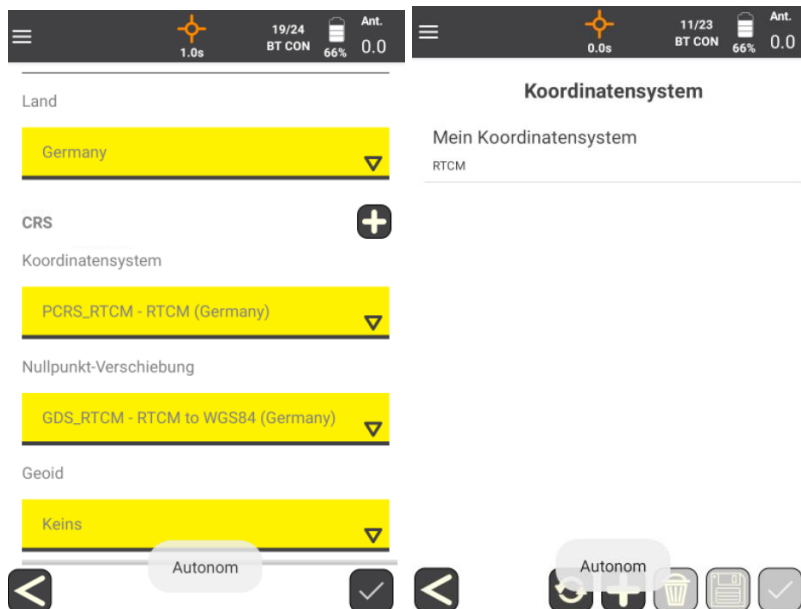 1.0s
19/24
BT CON
66%
Ant.
0.0
Land
Germany
CRS
Koordinatensystem
PCRS_RTCM - RTCM (Germany)
Nullpunkt-Verschiebung
GDS_RTCM - RTCM to WGS84 (Germany)
Geoid
Keins
Autonom
0.0s
11/23
BT CON
66%
Ant.
0.0
Koordinatensystem
Mein Koordinatensystem
RTCM
Autonom